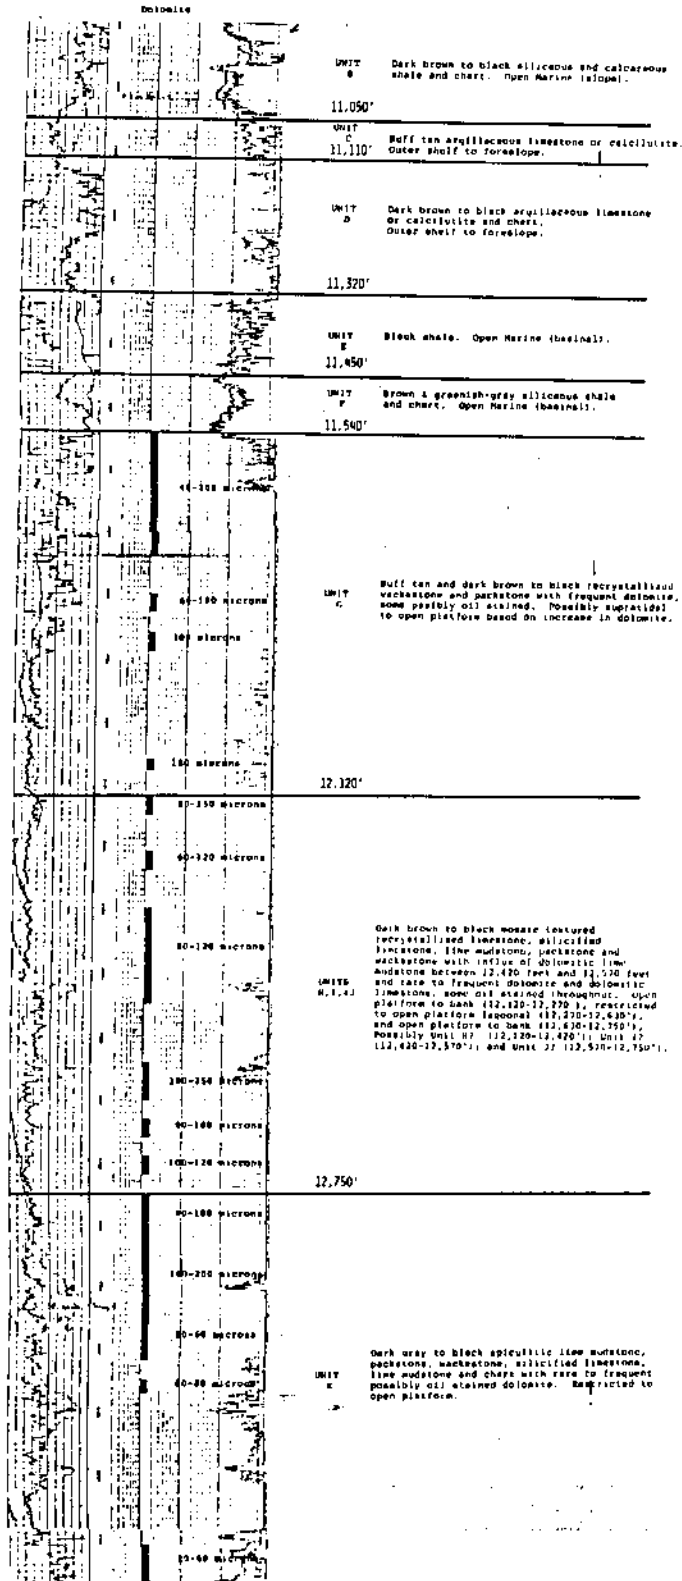 Dolomite
UNIT
B
Dark brown to black siliceous and calcareous
shale and chert. Open Marine (slope).
11,050'
UNIT
C
11,110'
Buff tan argillaceous limestone or calcilutite.
Outer shelf to foreslope.
UNIT
D
Dark brown to black argillaceous limestone
or calcilutite and chert.
Outer shelf to foreslope.
11,320'
UNIT
E
Black shale. Open Marine (basinal).
11,450'
UNIT
F
Brown & greenish-gray siliceous shale
and chert. Open Marine (basinal).
11,540'
microns
60-100 microns
100 microns
UNIT
G
Buff tan and dark brown to black recrystallized
wackestone and packstone with frequent dolomite,
some possibly oil stained. Possibly supratidal
to open platform based on increase in dolomite.
microns
12,120'
microns
60-120 microns
80-120 microns
UNITS
H,I,&J
Dark brown to black mosaic textured
recrystallized limestone, silicified
limestone, lime mudstone, packstone and
wackestone with influx of dolomitic lime
mudstone between 12,420 feet and 12,570 feet
and rare to frequent dolomite and dolomitic
limestone, some oil stained throughout. Open
platform to bank (12,120-12,270'), restricted
to open platform lagoonal (12,270-12,630'),
and open platform to bank (12,630-12,750').
Possibly Unit H? (12,120-12,420'); Unit I?
(12,420-12,570'); and Unit J? (12,570-12,750').
microns
microns
100-120 microns
12,750'
microns
100-200 microns
microns
60-80 microns
UNIT
K
Dark gray to black spiculitic lime mudstone,
packstone, wackestone, silicified limestone,
lime mudstone and chert with rare to frequent
possibly oil stained dolomite. Restricted to
open platform.
microns